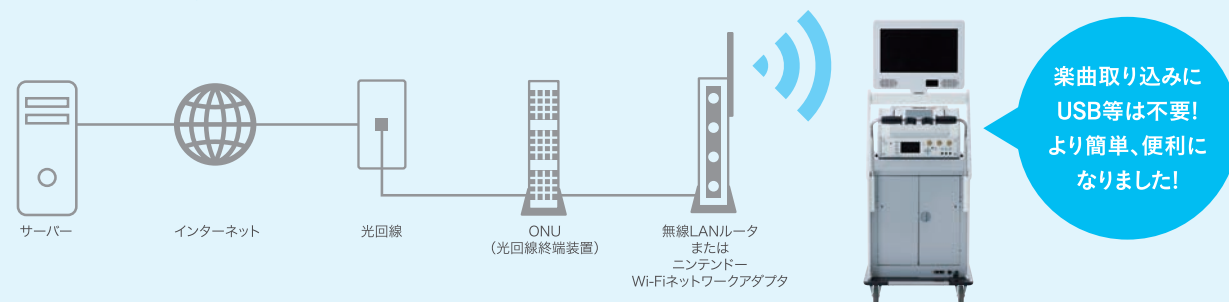 楽曲取り込みに
USB等は不要!
より簡単、便利に
なりました!
サーバー
インターネット
光回線
ONU
（光回線終端装置）
無線LANルータ
または
ニンテンドー
Wi-Fiネットワークアダプタ